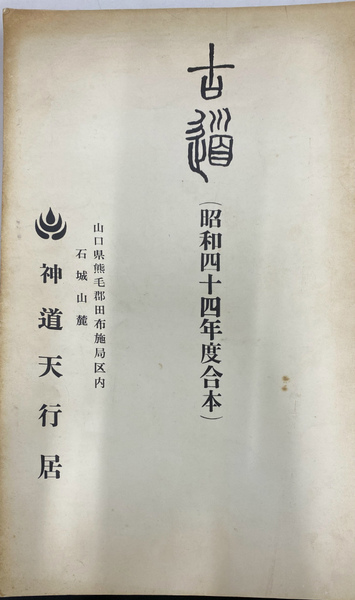 古道
（昭和四十四年度合本）
山口県熊毛郡田布施局区内
石城山麓
神道天行居